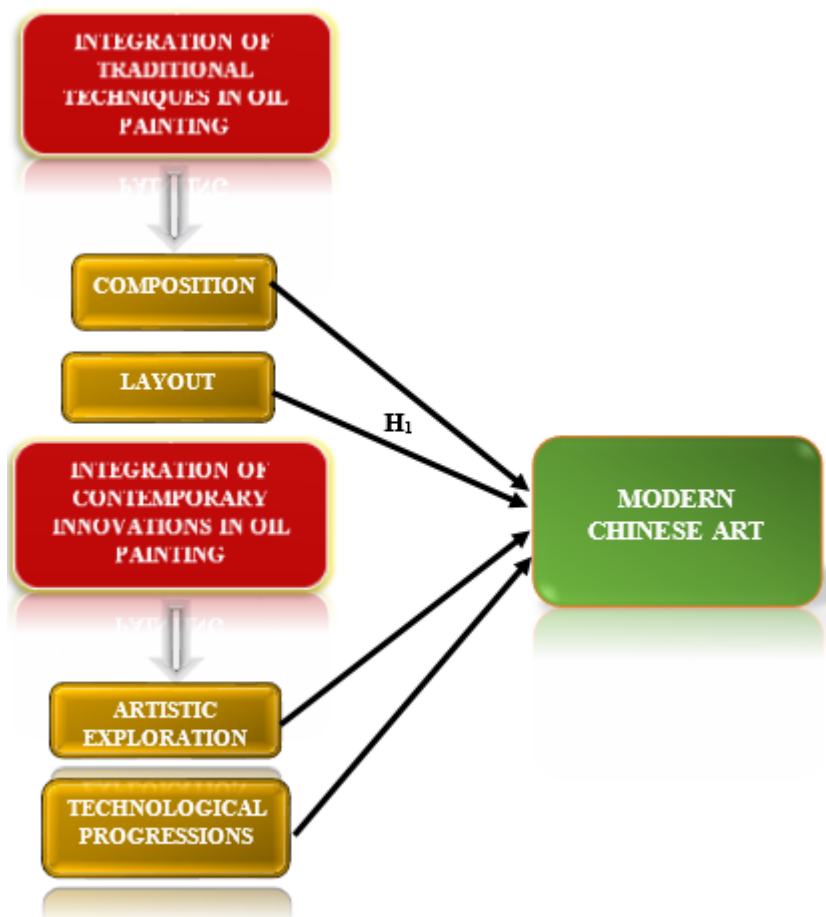 INTEGRATION OF
TRADITIONAL
TECHNIQUES IN OIL
PAINTING
COMPOSITION
LAYOUT
H₁
INTEGRATION OF
CONTEMPORARY
INNOVATIONS IN OIL
PAINTING
MODERN
CHINESE ART
ARTISTIC
EXPLORATION
TECHNOLOGICAL
PROGRESSIONS